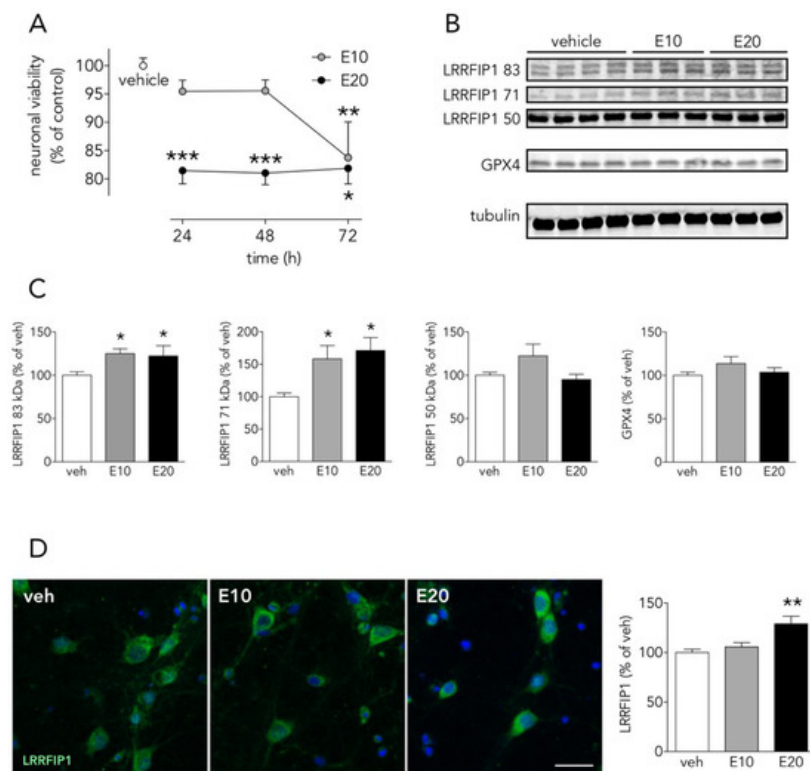 A
neuronal viability
(% of control)
100
95
90
85
80
vehicle
E10
E20
***
***
**
*
24
48
72
time (h)
B
vehicle
E10
E20
LRRFIP1 83
LRRFIP1 71
LRRFIP1 50
GPX4
tubulin
C
LRRFIP1 83 kDa (% of veh)
150
100
50
0
*
*
veh
E10
E20
LRRFIP1 71 kDa (% of veh)
200
150
100
50
0
*
*
veh
E10
E20
LRRFIP1 50 kDa (% of veh)
150
100
50
0
veh
E10
E20
GPX4 (% of veh)
150
100
50
0
veh
E10
E20
D
veh
E10
E20
LRRFIP1
LRRFIP1 (% of veh)
150
100
50
0
**
veh
E10
E20